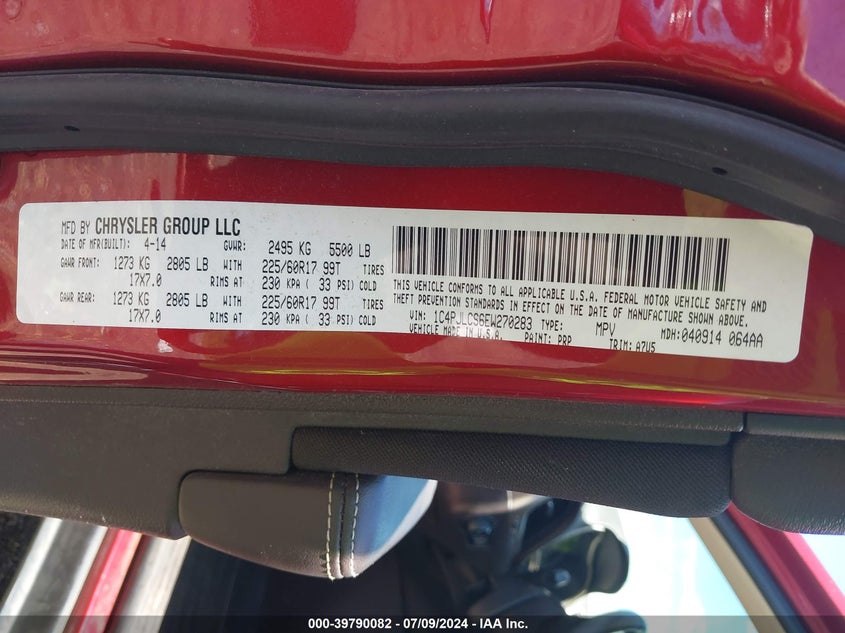 MFD BY CHRYSLER GROUP LLC
DATE OF MFR(BUILT): 4-14 GVWR: 2495 KG 5500 LB
GAWR FRONT: 1273 KG 2805 LB WITH 225/60R17 99T TIRES
17X7.0 RIMS AT 230 KPA ( 33 PSI) COLD
GAWR REAR: 1273 KG 2805 LB WITH 225/60R17 99T TIRES
17X7.0 RIMS AT 230 KPA ( 33 PSI) COLD
THIS VEHICLE CONFORMS TO ALL APPLICABLE U.S.A. FEDERAL MOTOR VEHICLE SAFETY AND
THEFT PREVENTION STANDARDS IN EFFECT ON THE DATE OF MANUFACTURE SHOWN ABOVE.
VIN: 1C4PJLCS6EW270283 TYPE: MPV MDH:040914 064AA
VEHICLE MADE IN U.S.A. PAINT: PRP TRIM: A7U5
000-39790082 / 07/09/2024 - IAA Inc.